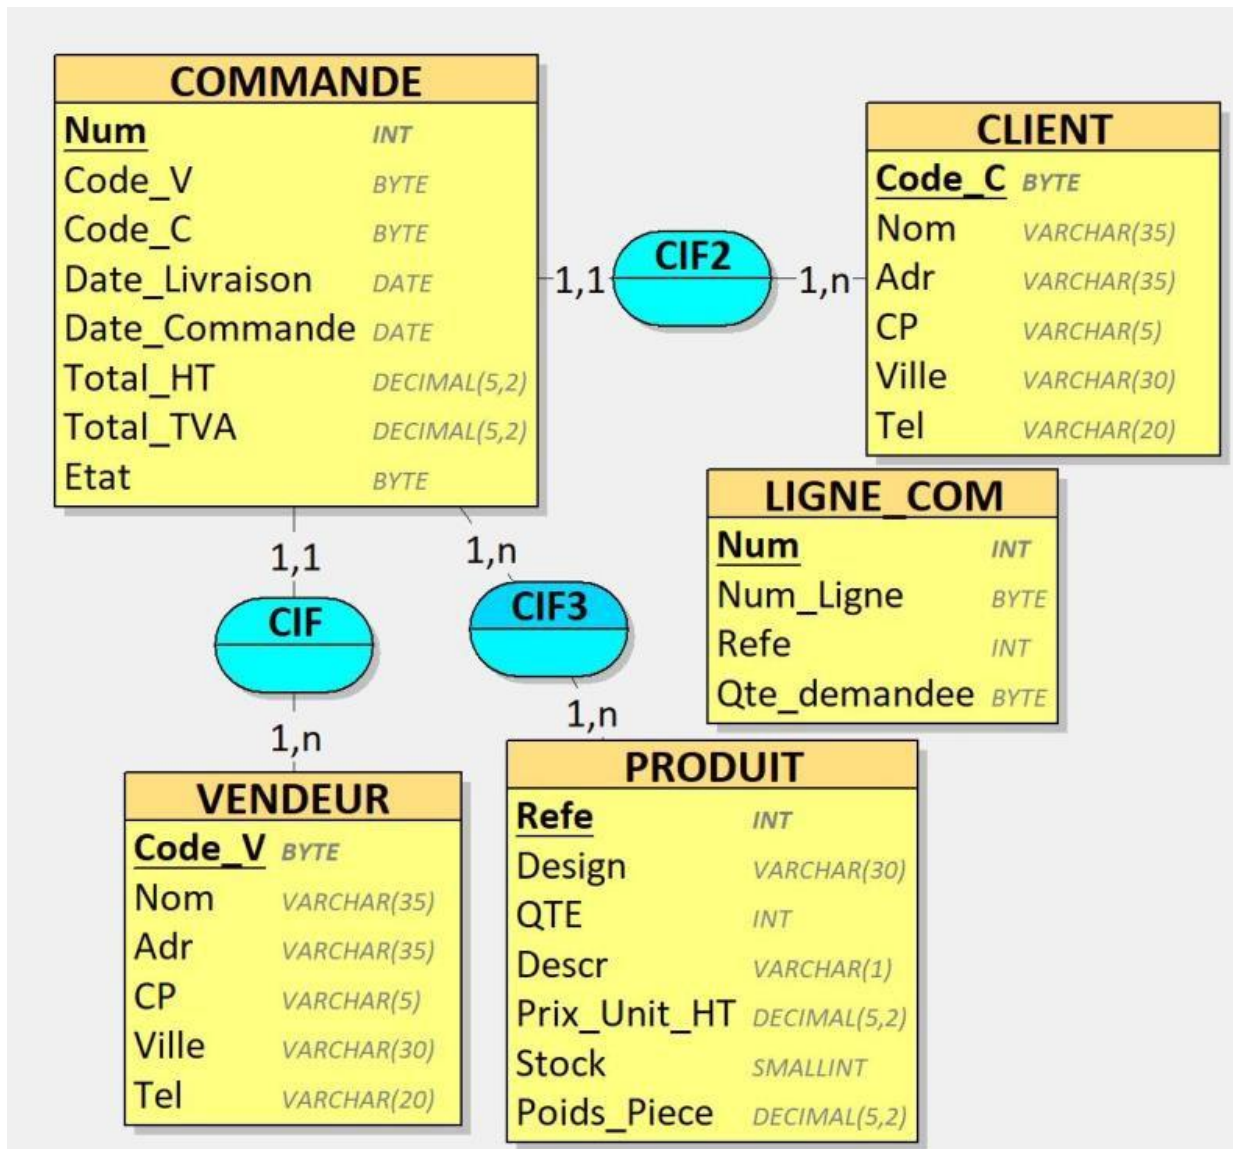 COMMANDE
Num INT
Code_V BYTE
Code_C BYTE
Date_Livraison DATE
Date_Commande DATE
Total_HT DECIMAL(5,2)
Total_TVA DECIMAL(5,2)
Etat BYTE
1,1
CIF2
1,n
CLIENT
Code_C BYTE
Nom VARCHAR(35)
Adr VARCHAR(35)
CP VARCHAR(5)
Ville VARCHAR(30)
Tel VARCHAR(20)
LIGNE_COM
Num INT
Num_Ligne BYTE
Refe INT
Qte_demandee BYTE
1,1
CIF
1,n
1,n
CIF3
1,n
VENDEUR
Code_V BYTE
Nom VARCHAR(35)
Adr VARCHAR(35)
CP VARCHAR(5)
Ville VARCHAR(30)
Tel VARCHAR(20)
PRODUIT
Refe INT
Design VARCHAR(30)
QTE INT
Descr VARCHAR(1)
Prix_Unit_HT DECIMAL(5,2)
Stock SMALLINT
Poids_Piece DECIMAL(5,2)